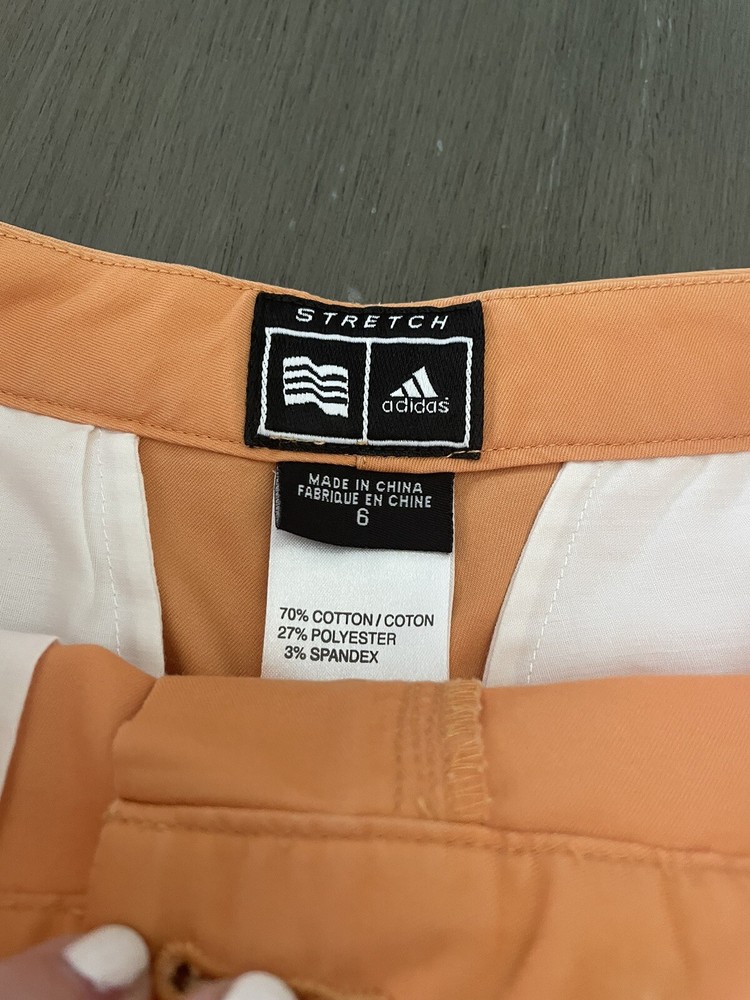 STRETCH
adidas
MADE IN CHINA
FABRIQUE EN CHINE
6
70% COTTON / COTON
27% POLYESTER
3% SPANDEX